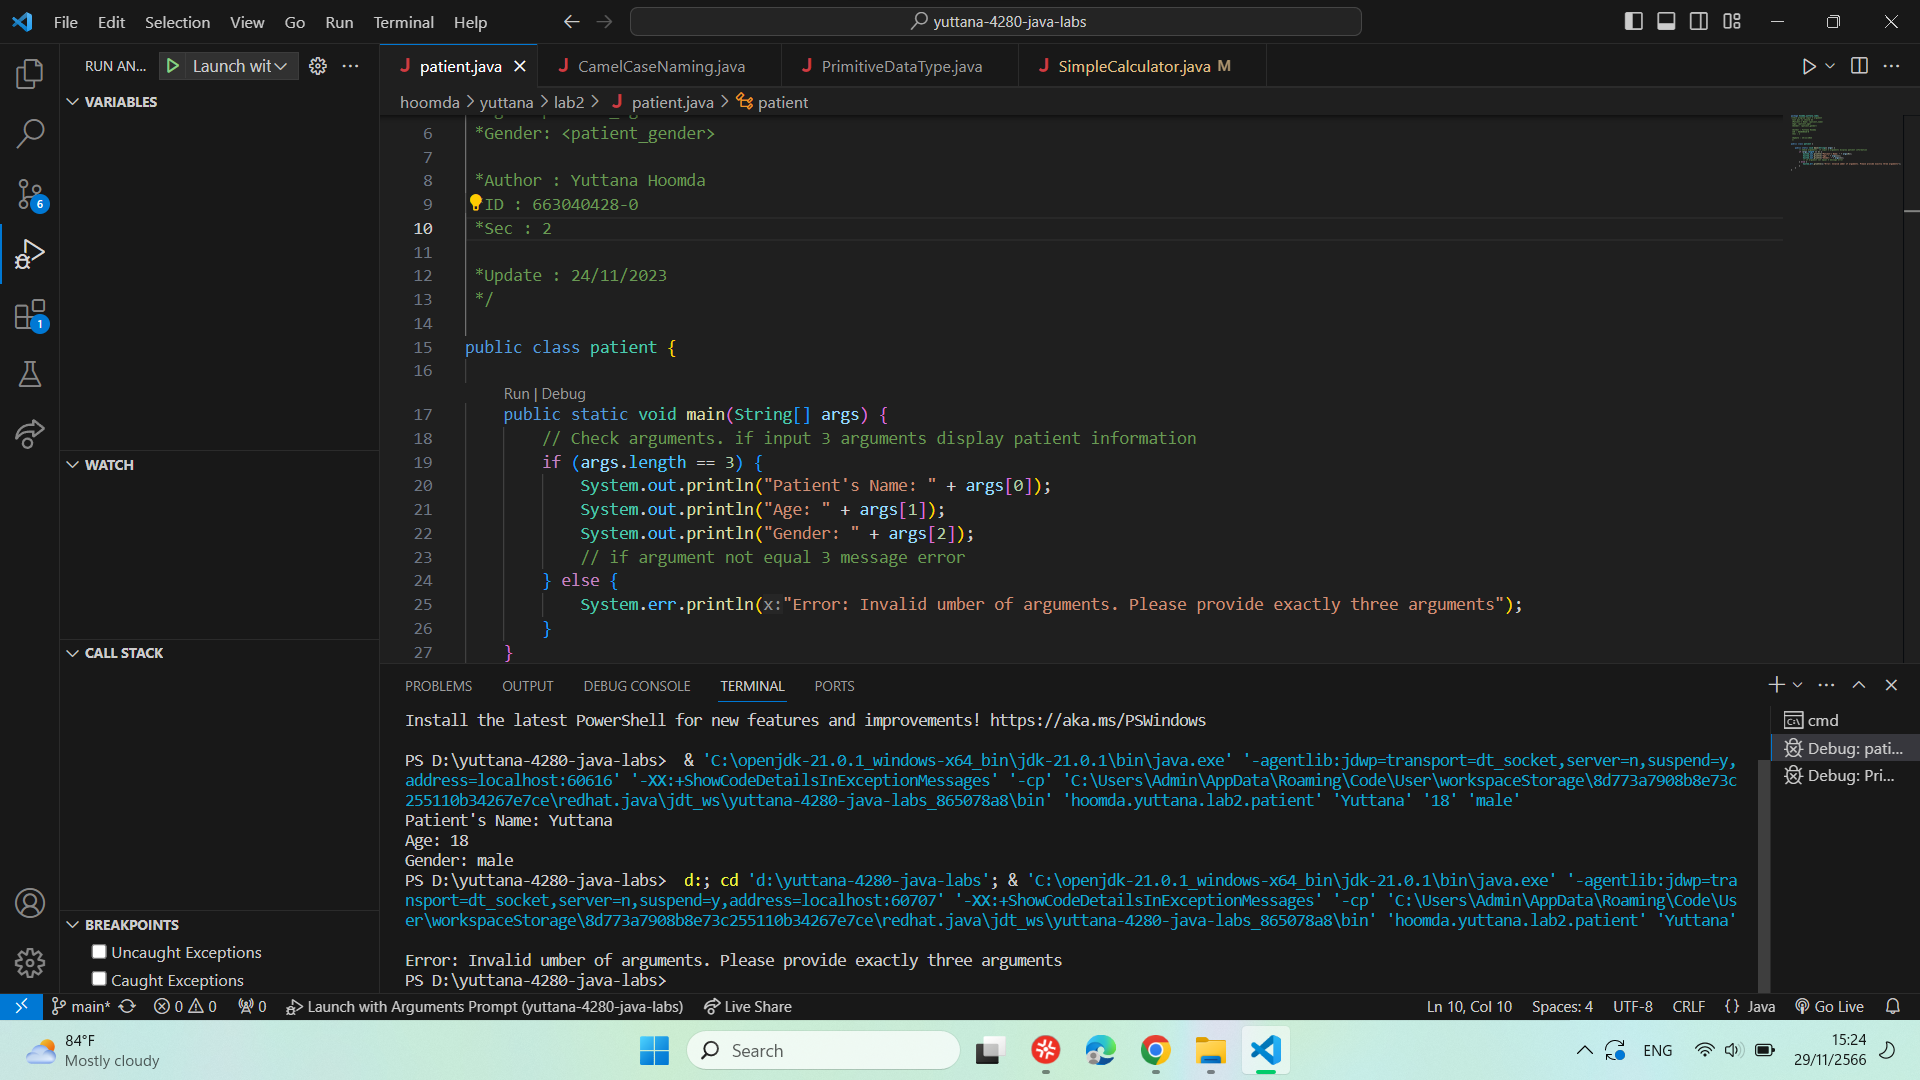 File Edit Selection View Go Run Terminal Help
yuttana-4280-java-labs
RUN AN... Launch wit
patient.java CamelCaseNaming.java PrimitiveDataType.java SimpleCalculator.java M
hoomda yuttana lab2 patient.java patient
VARIABLES
WATCH
CALL STACK
BREAKPOINTS
Uncaught Exceptions
Caught Exceptions
6
1
6 *Gender: <patient_gender>
7
8 *Author : Yuttana Hoomda
9 ID : 663040428-0
10 *Sec : 2
11
12 *Update : 24/11/2023
13 */
14
15 public class patient {
16
Run | Debug
17 public static void main(String[] args) {
18 // Check arguments. if input 3 arguments display patient information
19 if (args.length == 3) {
20 System.out.println("Patient's Name: " + args[0]);
21 System.out.println("Age: " + args[1]);
22 System.out.println("Gender: " + args[2]);
23 // if argument not equal 3 message error
24 } else {
25 System.err.println(x:"Error: Invalid umber of arguments. Please provide exactly three arguments");
26 }
27 }
PROBLEMS OUTPUT DEBUG CONSOLE TERMINAL PORTS
Install the latest PowerShell for new features and improvements! https://aka.ms/PSWindows
PS D:\yuttana-4280-java-labs> & 'C:\openjdk-21.0.1_windows-x64_bin\jdk-21.0.1\bin\java.exe' '-agentlib:jdwp=transport=dt_socket,server=n,suspend=y,
address=localhost:60616' '-XX:+ShowCodeDetailsInExceptionMessages' '-cp' 'C:\Users\Admin\AppData\Roaming\Code\User\workspaceStorage\8d773a7908b8e73c
255110b34267e7ce\redhat.java\jdt_ws\yuttana-4280-java-labs_865078a8\bin' 'hoomda.yuttana.lab2.patient' 'Yuttana' '18' 'male'
Patient's Name: Yuttana
Age: 18
Gender: male
PS D:\yuttana-4280-java-labs> d:; cd 'd:\yuttana-4280-java-labs'; & 'C:\openjdk-21.0.1_windows-x64_bin\jdk-21.0.1\bin\java.exe' '-agentlib:jdwp=tra
nsport=dt_socket,server=n,suspend=y,address=localhost:60707' '-XX:+ShowCodeDetailsInExceptionMessages' '-cp' 'C:\Users\Admin\AppData\Roaming\Code\Us
er\workspaceStorage\8d773a7908b8e73c255110b34267e7ce\redhat.java\jdt_ws\yuttana-4280-java-labs_865078a8\bin' 'hoomda.yuttana.lab2.patient' 'Yuttana'
Error: Invalid umber of arguments. Please provide exactly three arguments
PS D:\yuttana-4280-java-labs>
cmd
Debug: pati...
Debug: Pri...
main* 0 0 0 Launch with Arguments Prompt (yuttana-4280-java-labs) Live Share Ln 10, Col 10 Spaces: 4 UTF-8 CRLF {} Java Go Live
84°F
Mostly cloudy
Search
ENG
15:24
29/11/2566